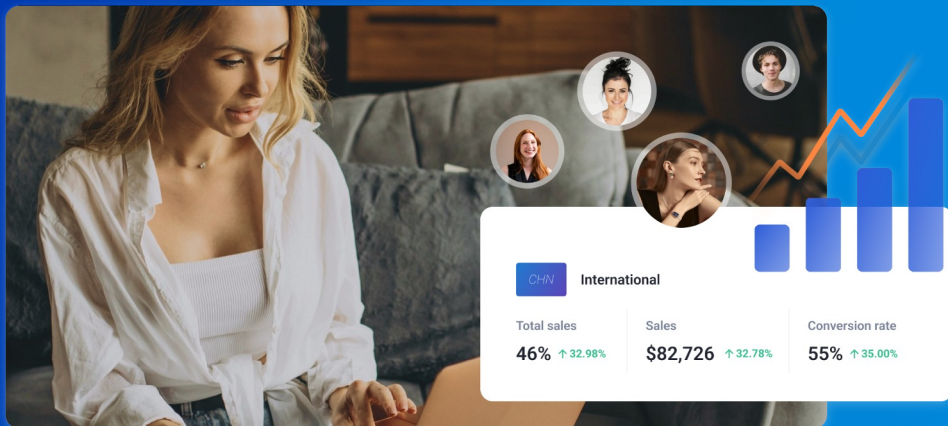 CHN
International
Total sales
46% ↑ 32.98%
Sales
$82,726 ↑ 32.78%
Conversion rate
55% ↑ 35.00%